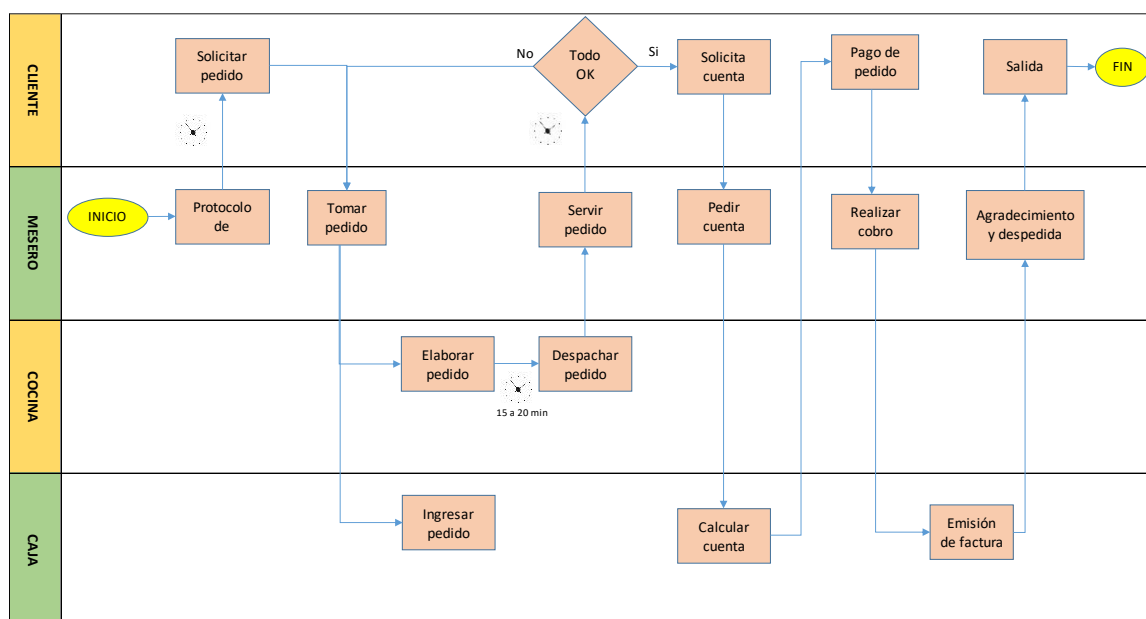 CLIENTE
Solicitar
pedido
No
Todo
OK
Si
Solicita
cuenta
Pago de
pedido
Salida
FIN
MESERO
INICIO
Protocolo
de
Tomar
pedido
Servir
pedido
Pedir
cuenta
Realizar
cobro
Agradecimiento
y despedida
COCINA
Elaborar
pedido
Despachar
pedido
15 a 20 min
CAJA
Ingresar
pedido
Calcular
cuenta
Emisión
de factura